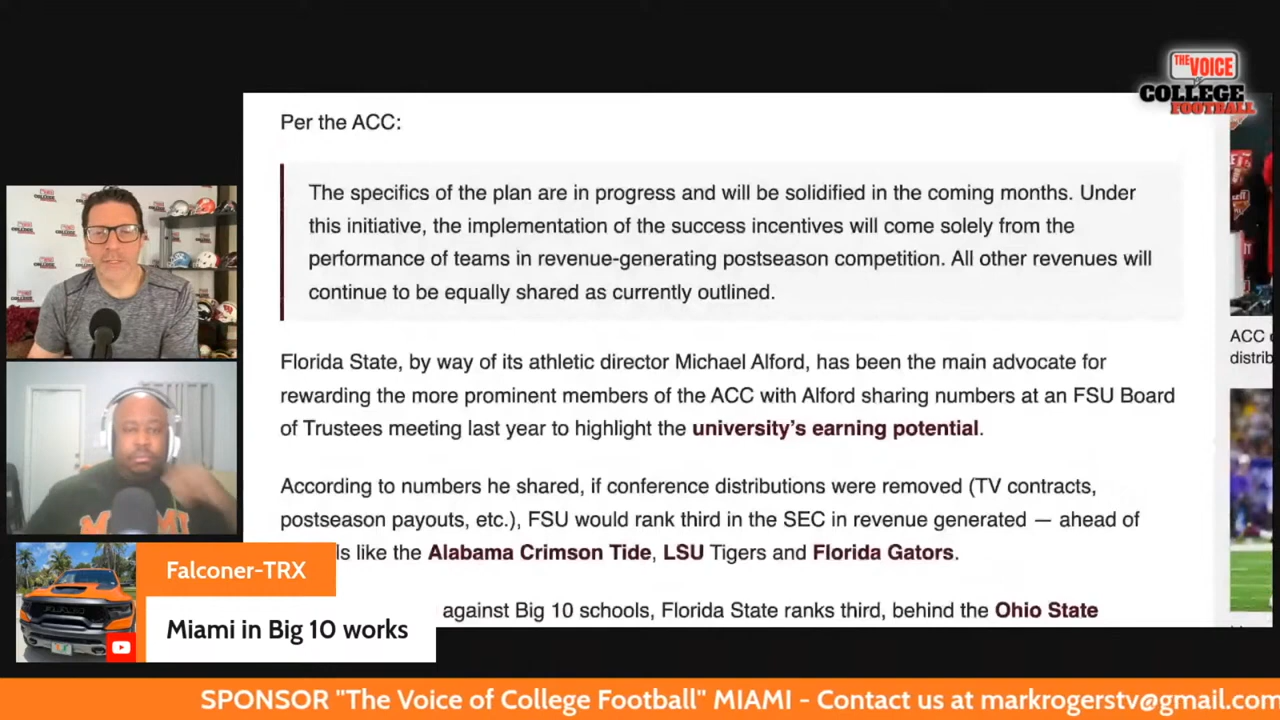 THE VOICE
OF
COLLEGE
FOOTBALL
Per the ACC:
The specifics of the plan are in progress and will be solidified in the coming months. Under
this initiative, the implementation of the success incentives will come solely from the
performance of teams in revenue-generating postseason competition. All other revenues will
continue to be equally shared as currently outlined.
Florida State, by way of its athletic director Michael Alford, has been the main advocate for
rewarding the more prominent members of the ACC with Alford sharing numbers at an FSU Board
of Trustees meeting last year to highlight the university's earning potential.
According to numbers he shared, if conference distributions were removed (TV contracts,
postseason payouts, etc.), FSU would rank third in the SEC in revenue generated — ahead of
like the Alabama Crimson Tide, LSU Tigers and Florida Gators.
against Big 10 schools, Florida State ranks third, behind the Ohio State
ACC
distrib
MIAMI
Falconer-TRX
Miami in Big 10 works
SPONSOR "The Voice of College Football" MIAMI - Contact us at markrogerstv@gmail.com